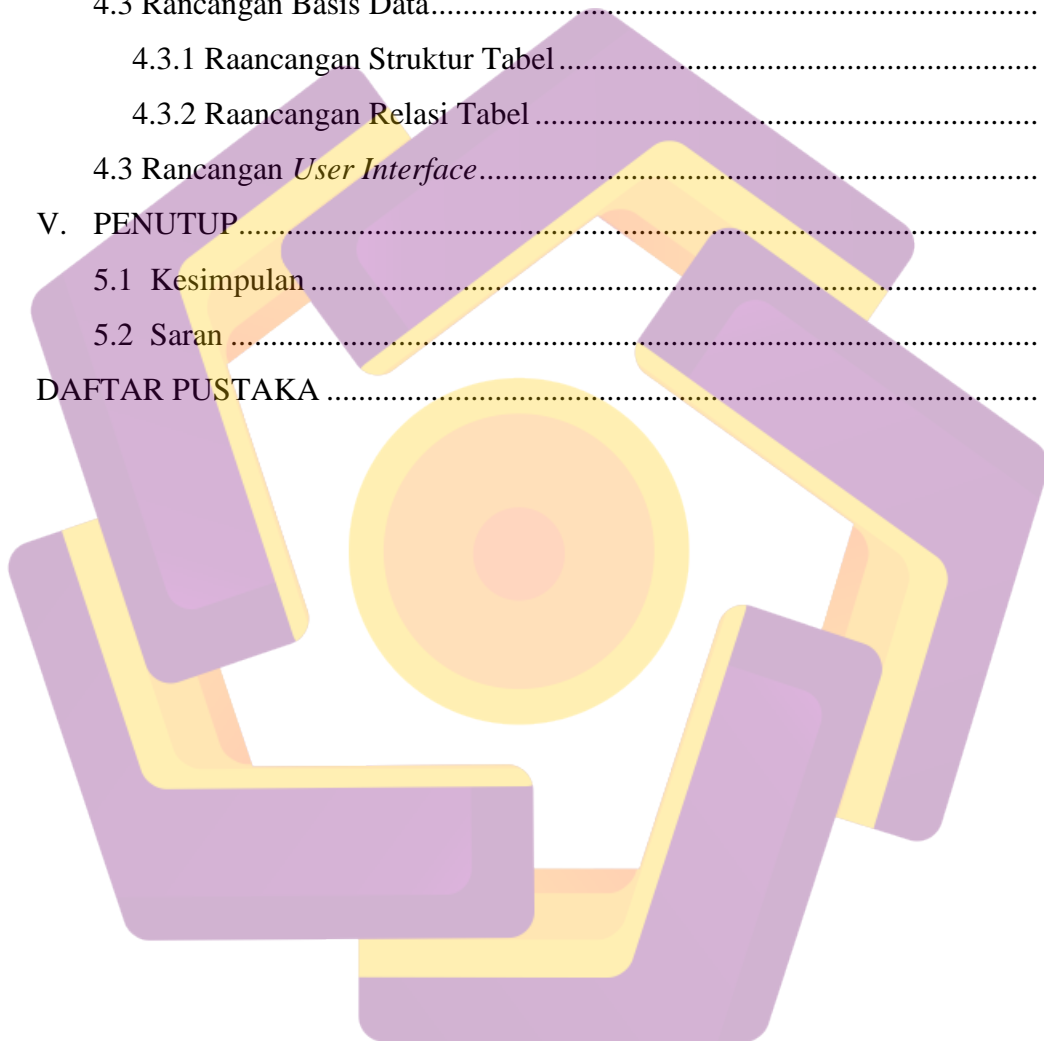 4.3 Rancangan Basis Data........................................................................
4.3.1 Raancangan Struktur Tabel........................................................
4.3.2 Raancangan Relasi Tabel...........................................................
4.3 Rancangan User Interface..................................................................
V. PENUTUP.................................................................................................
5.1 Kesimpulan........................................................................................
5.2 Saran..................................................................................................
DAFTAR PUSTAKA........................................................................................